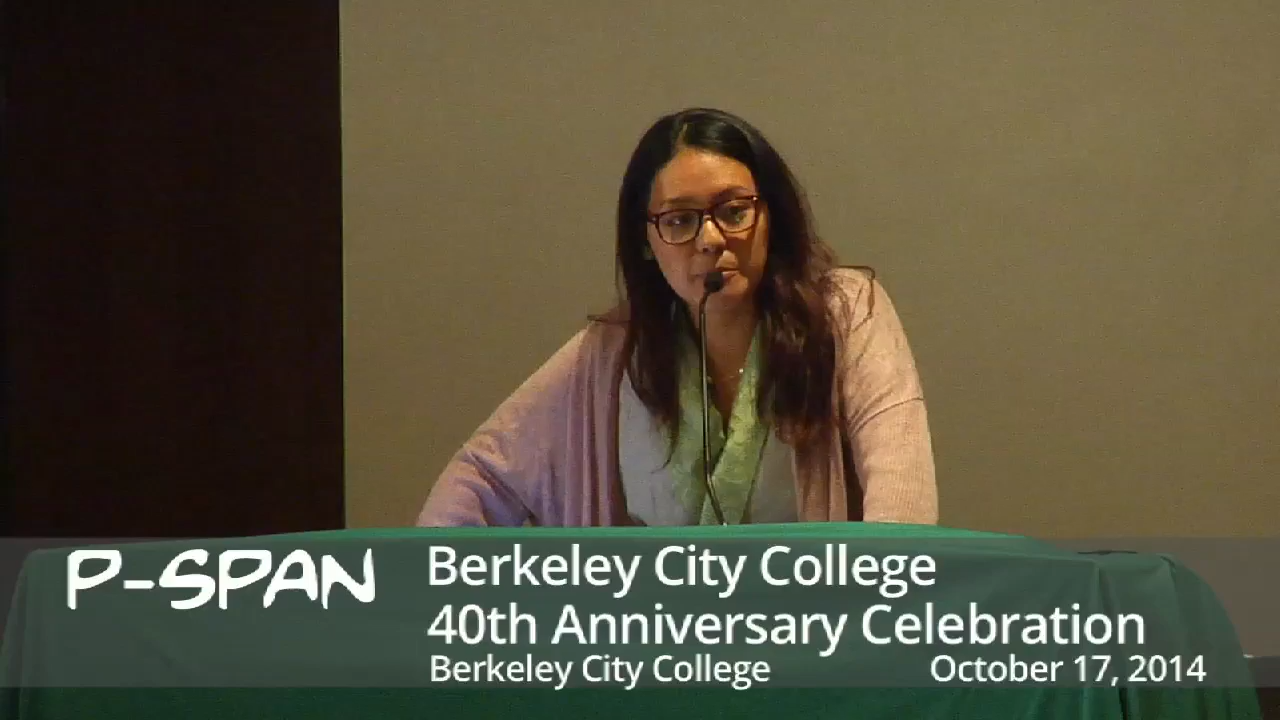 P-SPAN
Berkeley City College
40th Anniversary Celebration
Berkeley City College October 17, 2014